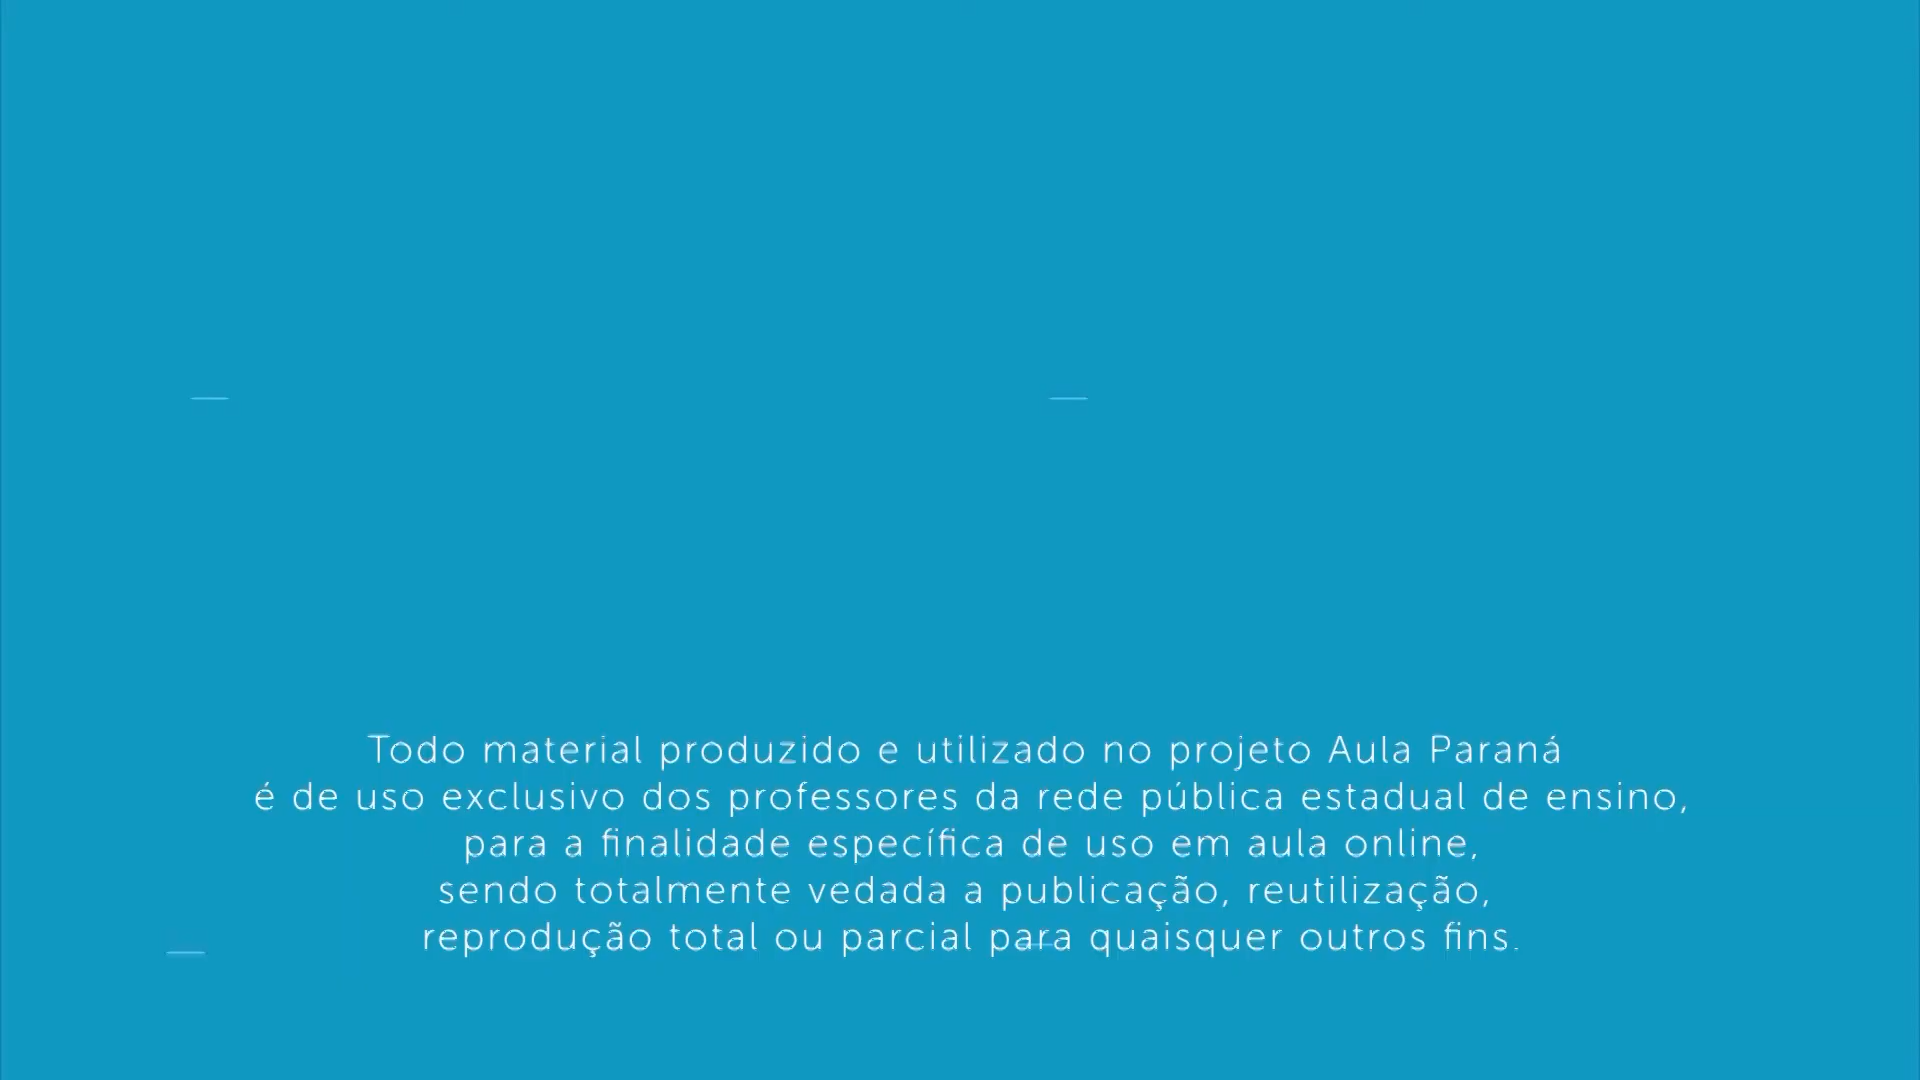 Todo material produzido e utilizado no projeto Aula Paraná
é de uso exclusivo dos professores da rede pública estadual de ensino,
para a finalidade específica de uso em aula online,
sendo totalmente vedada a publicação, reutilização,
reprodução total ou parcial para quaisquer outros fins.